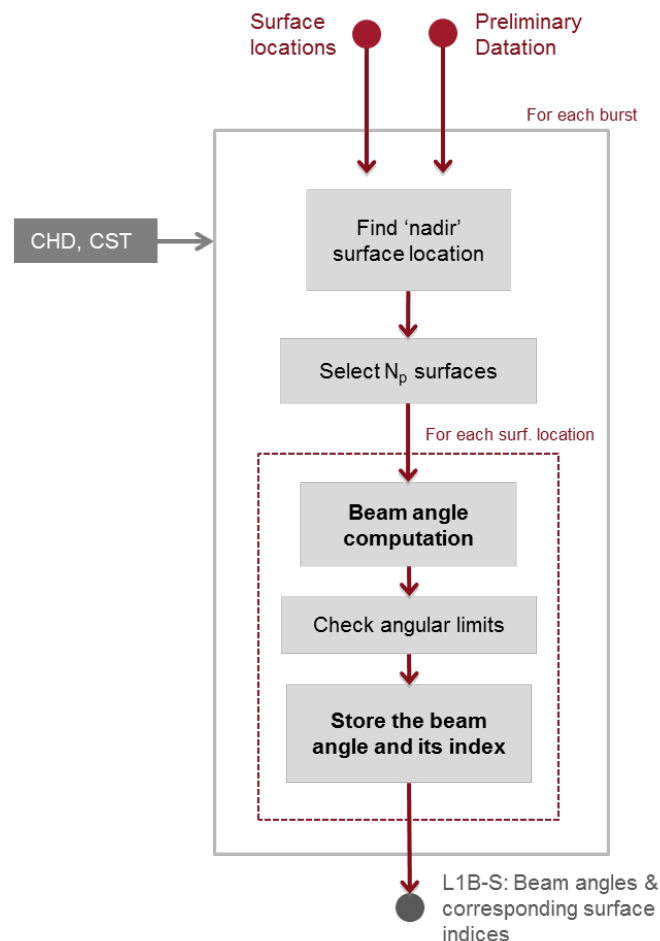 Surface
locations
Preliminary
Datation
For each burst
CHD, CST
Find ‘nadir’
surface location
Select Np surfaces
For each surf. location
Beam angle
computation
Check angular limits
Store the beam
angle and its index
L1B-S: Beam angles &
corresponding surface
indices